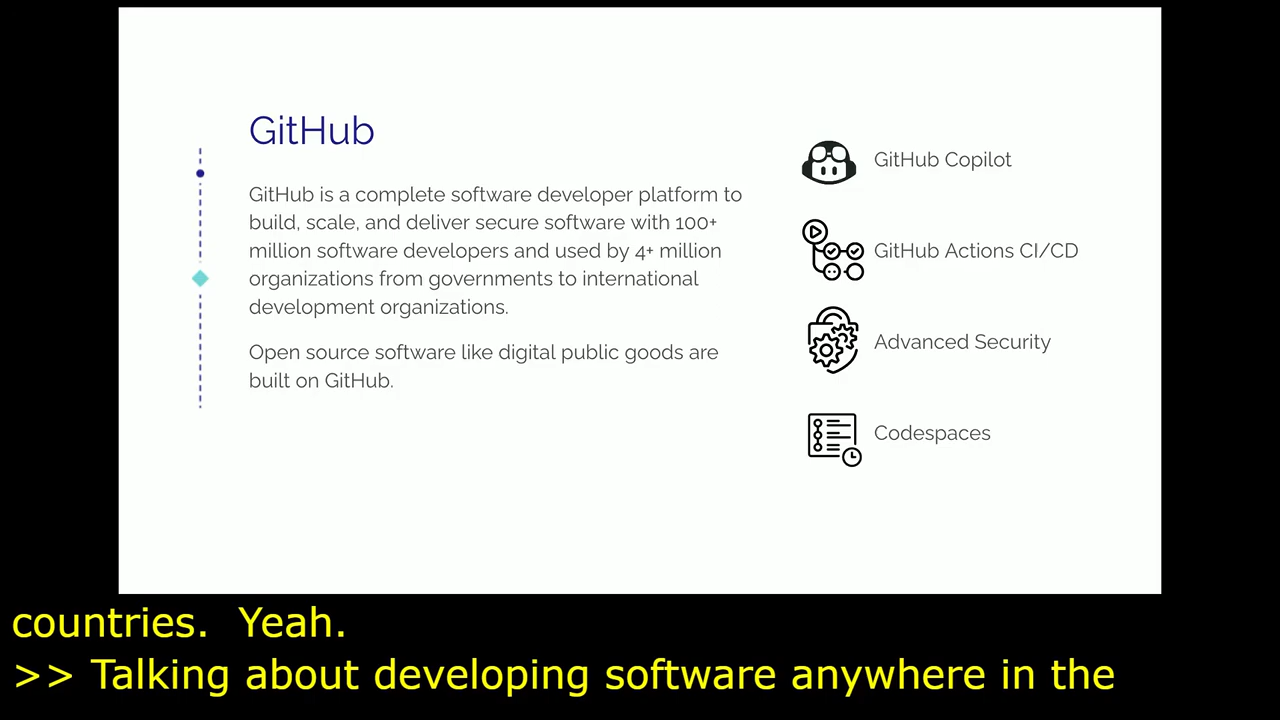 GitHub
GitHub is a complete software developer platform to
build, scale, and deliver secure software with 100+
million software developers and used by 4+ million
organizations from governments to international
development organizations.
Open source software like digital public goods are
built on GitHub.
GitHub Copilot
GitHub Actions CI/CD
Advanced Security
Codespaces
countries.  Yeah.
>> Talking about developing software anywhere in the